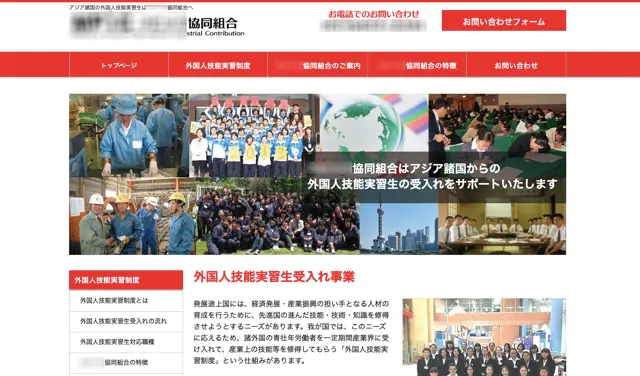 アジア諸国の外国人技能実習生は協同組合へ
協同組合
strial Contribution
お電話でのお問い合わせ
お問い合わせフォーム
トップページ
外国人技能実習制度
協同組合のご案内
協同組合の特徴
お問い合わせ
協同組合はアジア諸国からの
外国人技能実習生の受入れをサポートいたします
外国人技能実習制度
外国人技能実習制度とは
外国人技能実習生受入れの流れ
外国人技能実習生対応職種
協同組合の特徴
外国人技能実習生受入れ事業
発展途上国には、経済発展・産業振興の担い手となる人材の
育成を行うために、先進国の進んだ技能・技術・知識を修得
させようとするニーズがあります。我が国では、このニーズ
に応えるため、諸外国の青壮年労働者を一定期間産業界に受
け入れて、産業上の技能等を修得してもらう「外国人技能実
習制度」という仕組みがあります。